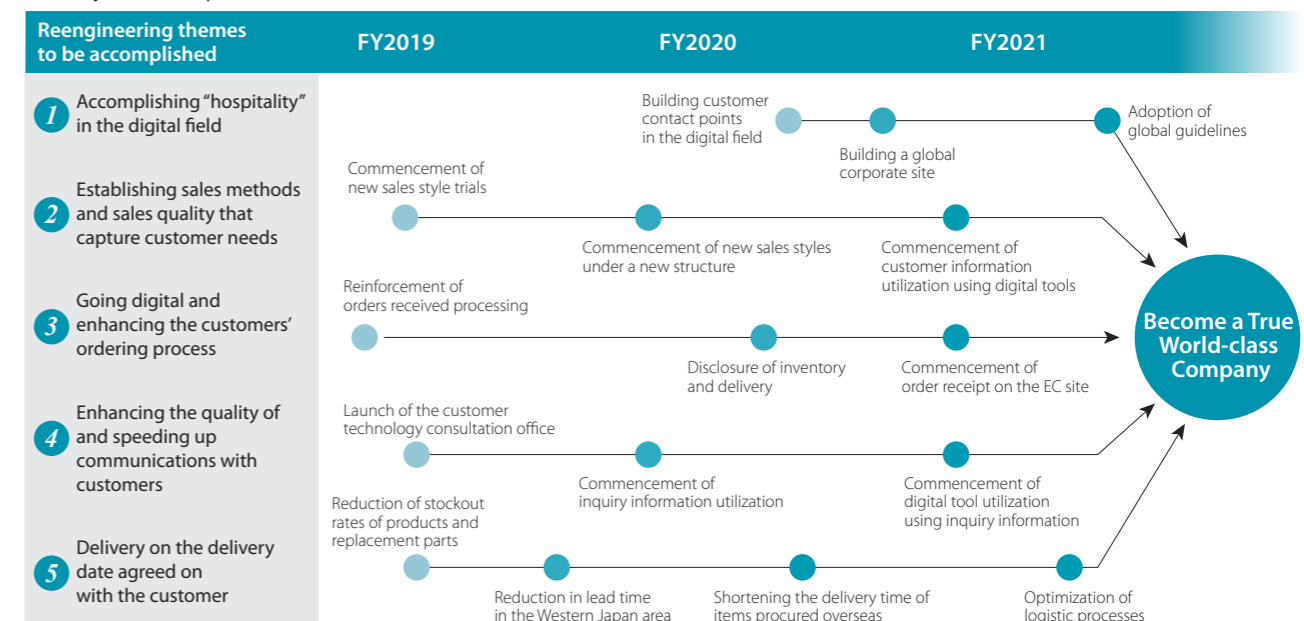 Reengineering themes
to be accomplished
FY2019
FY2020
FY2021
1
Accomplishing “hospitality”
in the digital field
Building customer
contact points
in the digital field
Building a global
corporate site
Adoption of
global guidelines
2
Establishing sales methods
and sales quality that
capture customer needs
Commencement of
new sales style trials
Commencement of new sales styles
under a new structure
Commencement of
customer information
utilization using digital tools
3
Going digital and
enhancing the customers’
ordering process
Reinforcement of
orders received processing
Disclosure of inventory
and delivery
Commencement of
order receipt on the EC site
Become a True
World-class
Company
4
Enhancing the quality of
and speeding up
communications with
customers
Launch of the customer
technology consultation office
Commencement of
inquiry information utilization
Commencement of
digital tool utilization
using inquiry information
5
Delivery on the delivery
date agreed on
with the customer
Reduction of stockout
rates of products and
replacement parts
Reduction in lead time
in the Western Japan area
Shortening the delivery time of
items procured overseas
Optimization of
logistic processes